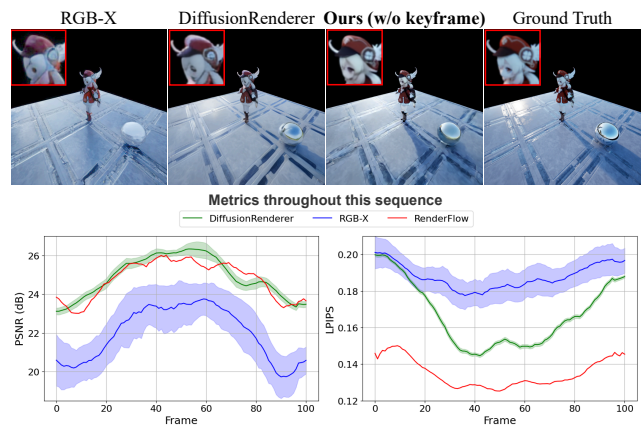 RGB-X DiffusionRenderer Ours (w/o keyframe) Ground Truth
Metrics throughout this sequence
DiffusionRenderer RGB-X RenderFlow
26
24
22
20
PSNR (dB)
0 20 40 60 80 100
Frame
0.20
0.18
0.16
0.14
0.12
LPIPS
0 20 40 60 80 100
Frame